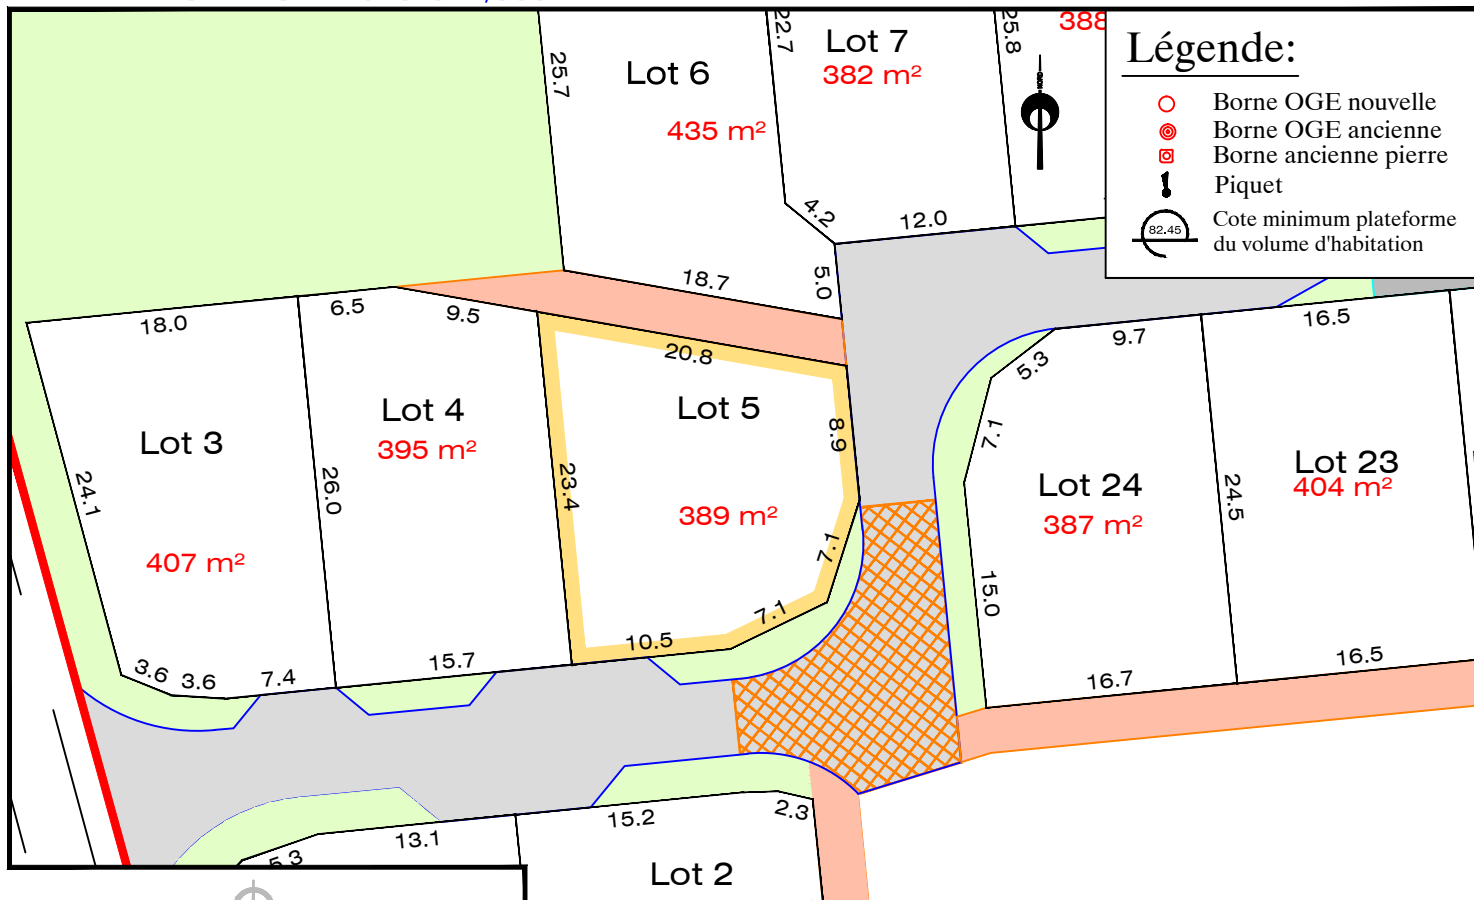 Légende:
Borne OGE nouvelle
Borne OGE ancienne
Borne ancienne pierre
Piquet
82.45
Cote minimum plateforme
du volume d'habitation
NORD
388
25.8
22.7
Lot 7
382 m²
Lot 6
435 m²
25.7
4.2
12.0
18.7
5.0
18.0
6.5
9.5
20.8
5.3
9.7
16.5
Lot 3
407 m²
24.1
26.0
Lot 4
395 m²
23.4
Lot 5
389 m²
8.9
7.1
7.1
10.5
7.1
Lot 24
387 m²
15.0
24.5
Lot 23
404 m²
3.6
3.6
7.4
15.7
16.7
16.5
5.3
13.1
15.2
2.3
Lot 2